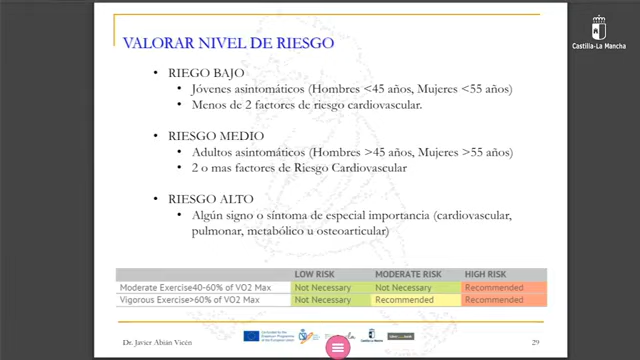 VALORAR NIVEL DE RIESGO
Castilla-La Mancha
• RIEGO BAJO
• Jóvenes asintomáticos (Hombres <45 años, Mujeres <55 años)
• Menos de 2 factores de riesgo cardiovascular.
• RIESGO MEDIO
• Adultos asintomáticos (Hombres >45 años, Mujeres >55 años)
• 2 o mas factores de Riesgo Cardiovascular
• RIESGO ALTO
• Algún signo o síntoma de especial importancia (cardiovascular,
pulmonar, metabólico u osteoarticular)
LOW RISK MODERATE RISK HIGH RISK
Moderate Exercise40-60% of VO2 Max Not Necessary Not Necessary Recommended
Vigorous Exercise>60% of VO2 Max Not Necessary Recommended Recommended
Dr. Javier Abián Vicén
29